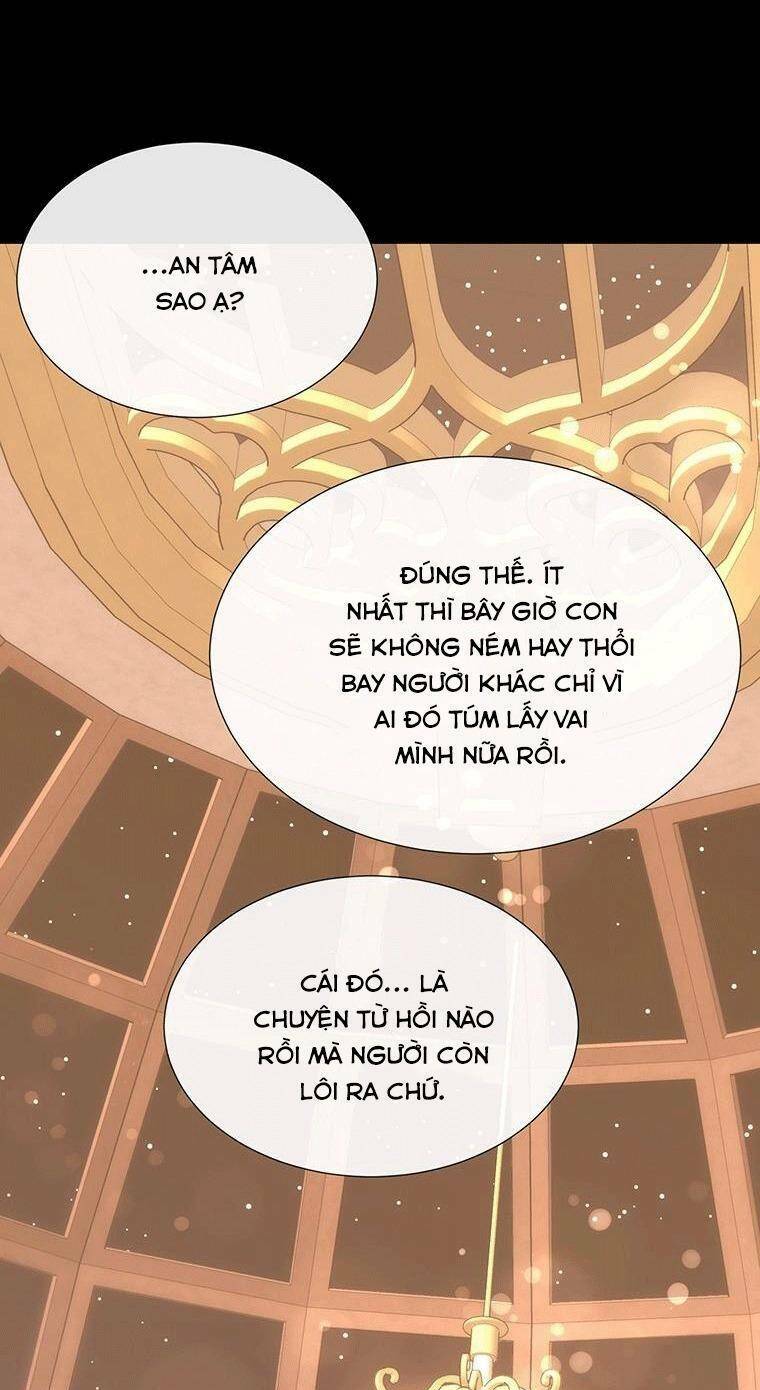 ...AN TÂM
SAO Ạ?
ĐÚNG THẾ. ÍT
NHẤT THÌ BÂY GIỜ CON
SẼ KHÔNG NÉM HAY THỔI
BAY NGƯỜI KHÁC CHỈ VÌ
AI ĐÓ TÚM LẤY VAI
MÌNH NỮA RỒI.
CÁI ĐÓ... LÀ
CHUYỆN TỪ HỒI NÀO
RỒI MÀ NGƯỜI CÒN
LÔI RA CHỨ.